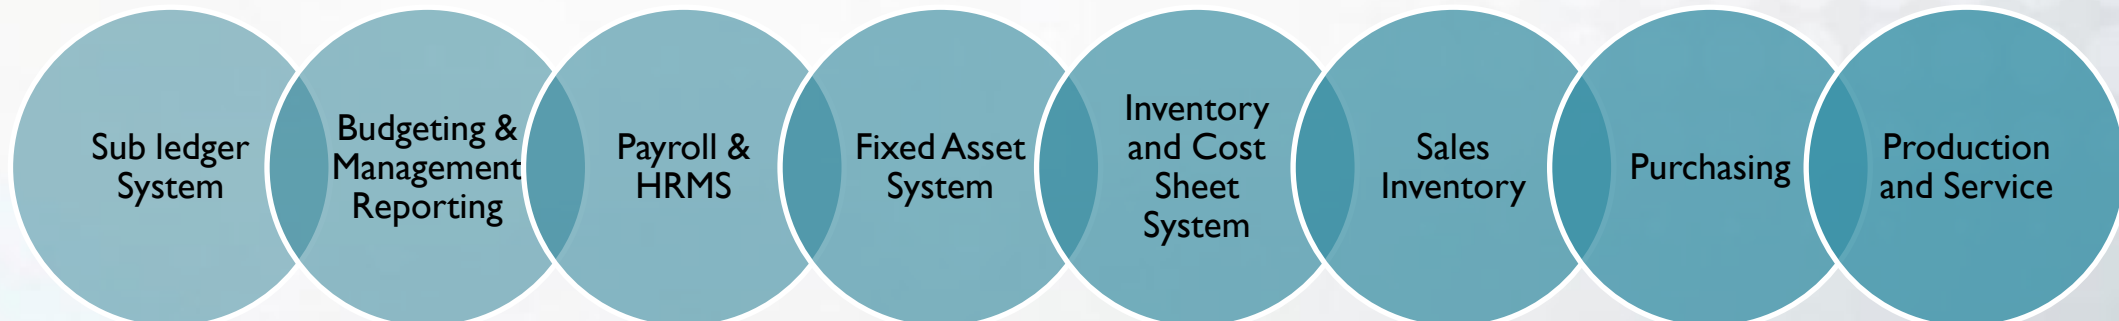 Sub ledger
System
Budgeting &
Management
Reporting
Payroll &
HRMS
Fixed Asset
System
Inventory
and Cost
Sheet
System
Sales
Inventory
Purchasing
Production
and Service